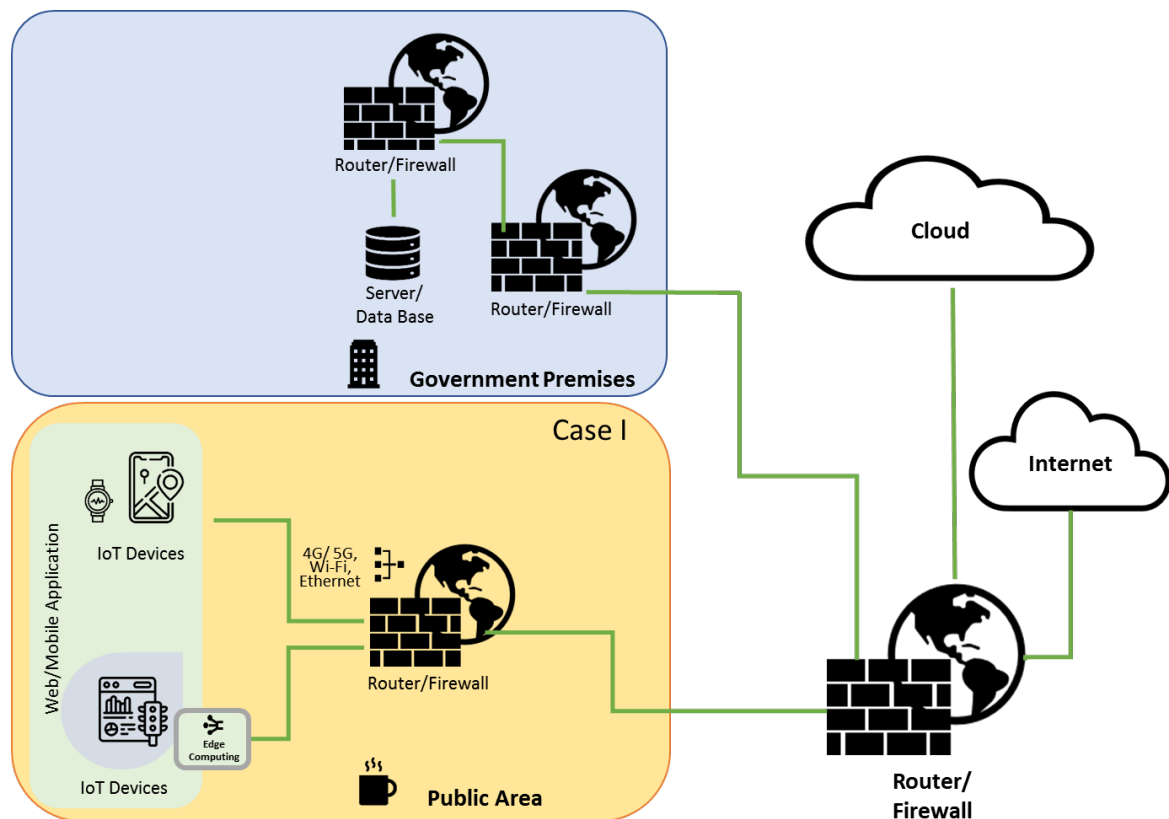 Router/Firewall
Server/
Data Base
Router/Firewall
Government Premises
Cloud
Internet
Case I
Web/Mobile Application
IoT Devices
4G/ 5G,
Wi-Fi,
Ethernet
Router/Firewall
Edge
Computing
IoT Devices
Public Area
Router/
Firewall